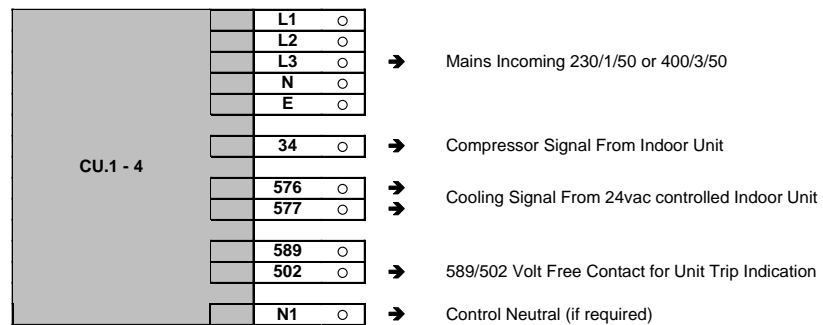 L1
L2
L3 ➔ Mains Incoming 230/1/50 or 400/3/50
N
E
34 ➔ Compressor Signal From Indoor Unit
CU.1 - 4
576 ➔
Cooling Signal From 24vac controlled Indoor Unit
577 ➔
589
502 ➔ 589/502 Volt Free Contact for Unit Trip Indication
N1 ➔ Control Neutral (if required)